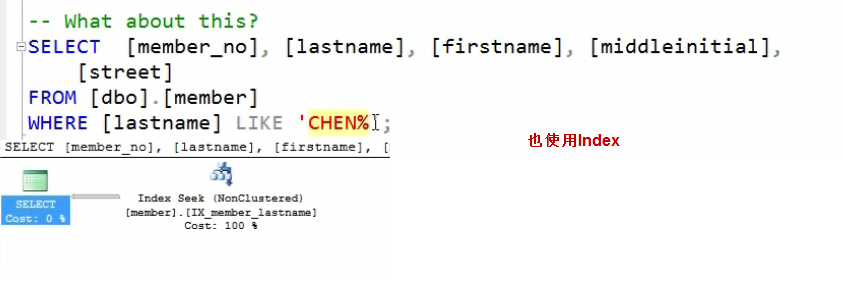 -- What about this?
SELECT [member_no], [lastname], [firstname], [middleinitial],
[street]
FROM [dbo].[member]
WHERE [lastname] LIKE 'CHEN%';
也使用Index
SELECT [member_no], [lastname], [firstname], [
SELECT
Cost: 0 %
Index Seek (NonClustered)
[member].[IX_member_lastname]
Cost: 100 %